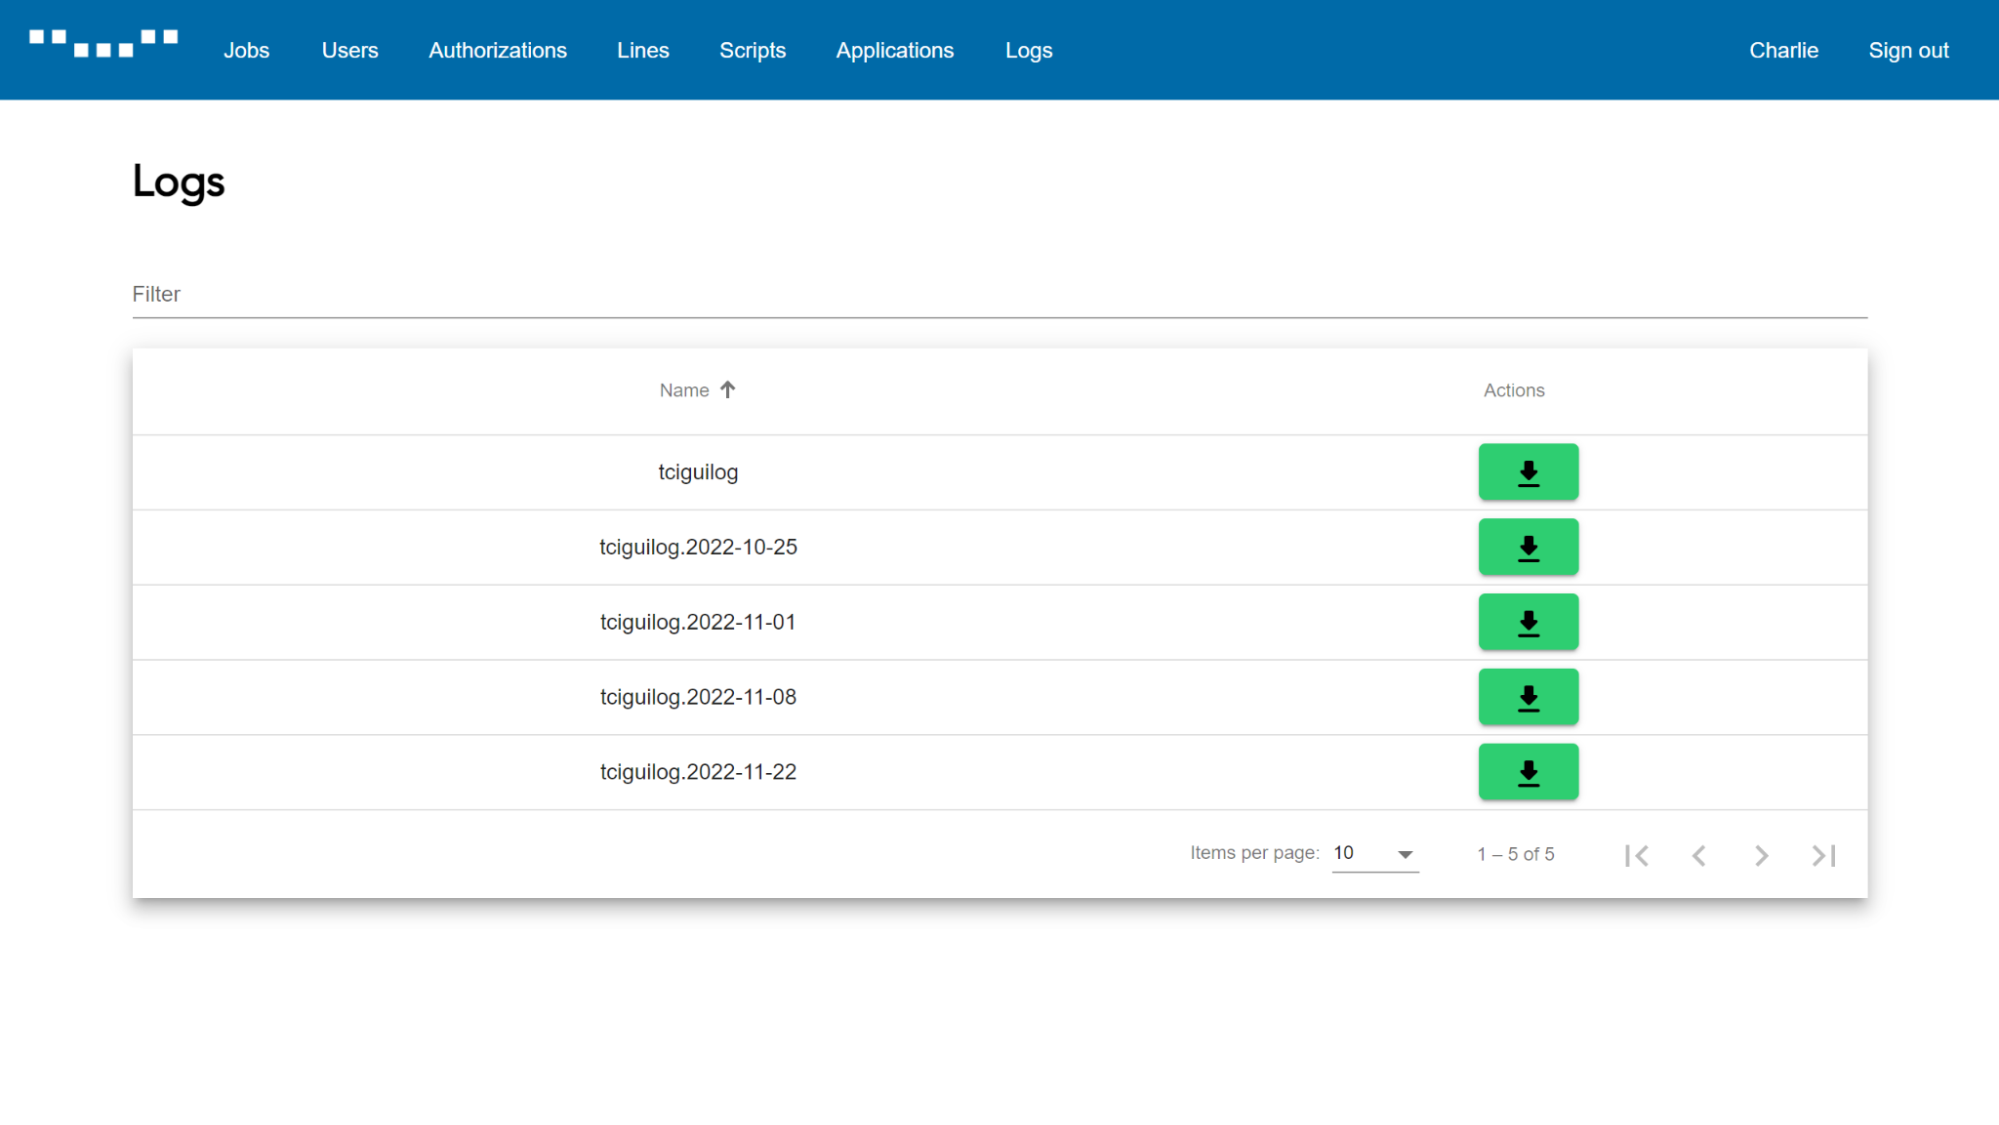 Jobs Users Authorizations Lines Scripts Applications Logs Charlie Sign out
Logs
Filter
Name Actions
tciguilog
tciguilog.2022-10-25
tciguilog.2022-11-01
tciguilog.2022-11-08
tciguilog.2022-11-22
Items per page: 10 1 – 5 of 5